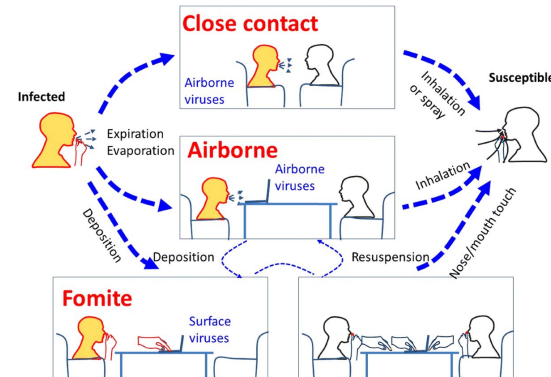 Close contact
Airborne
viruses
Inhalation
or spray
Infected
Susceptible
Expiration
Evaporation
Airborne
Airborne
viruses
Inhalation
Deposition
Deposition
Resuspension
Nose/mouth touch
Fomite
Surface
viruses